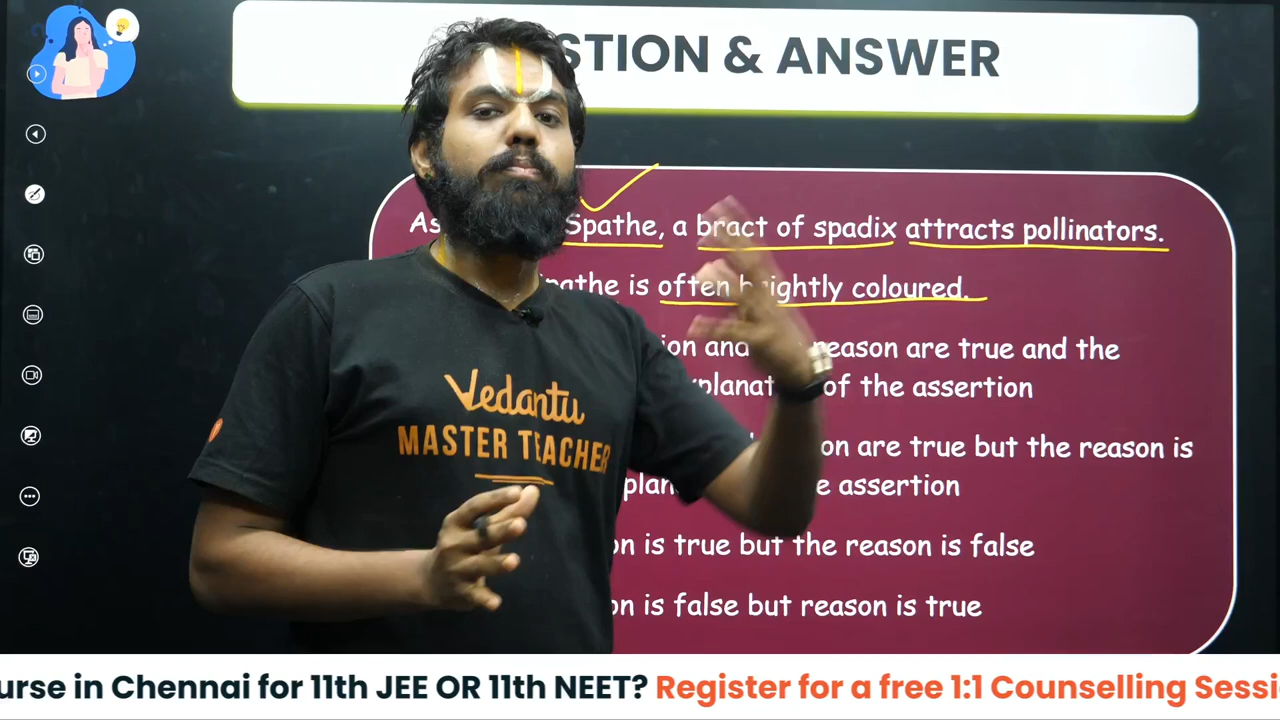 STION & ANSWER
As Spathe, a bract of spadix attracts pollinators.
pathe is often brightly coloured.
ion and reason are true and the
xplanat of the assertion
on are true but the reason is
plan e assertion
on is true but the reason is false
on is false but reason is true
Vedantu
MASTER TEACHER
urse in Chennai for 11th JEE OR 11th NEET? Register for a free 1:1 Counselling Sessi